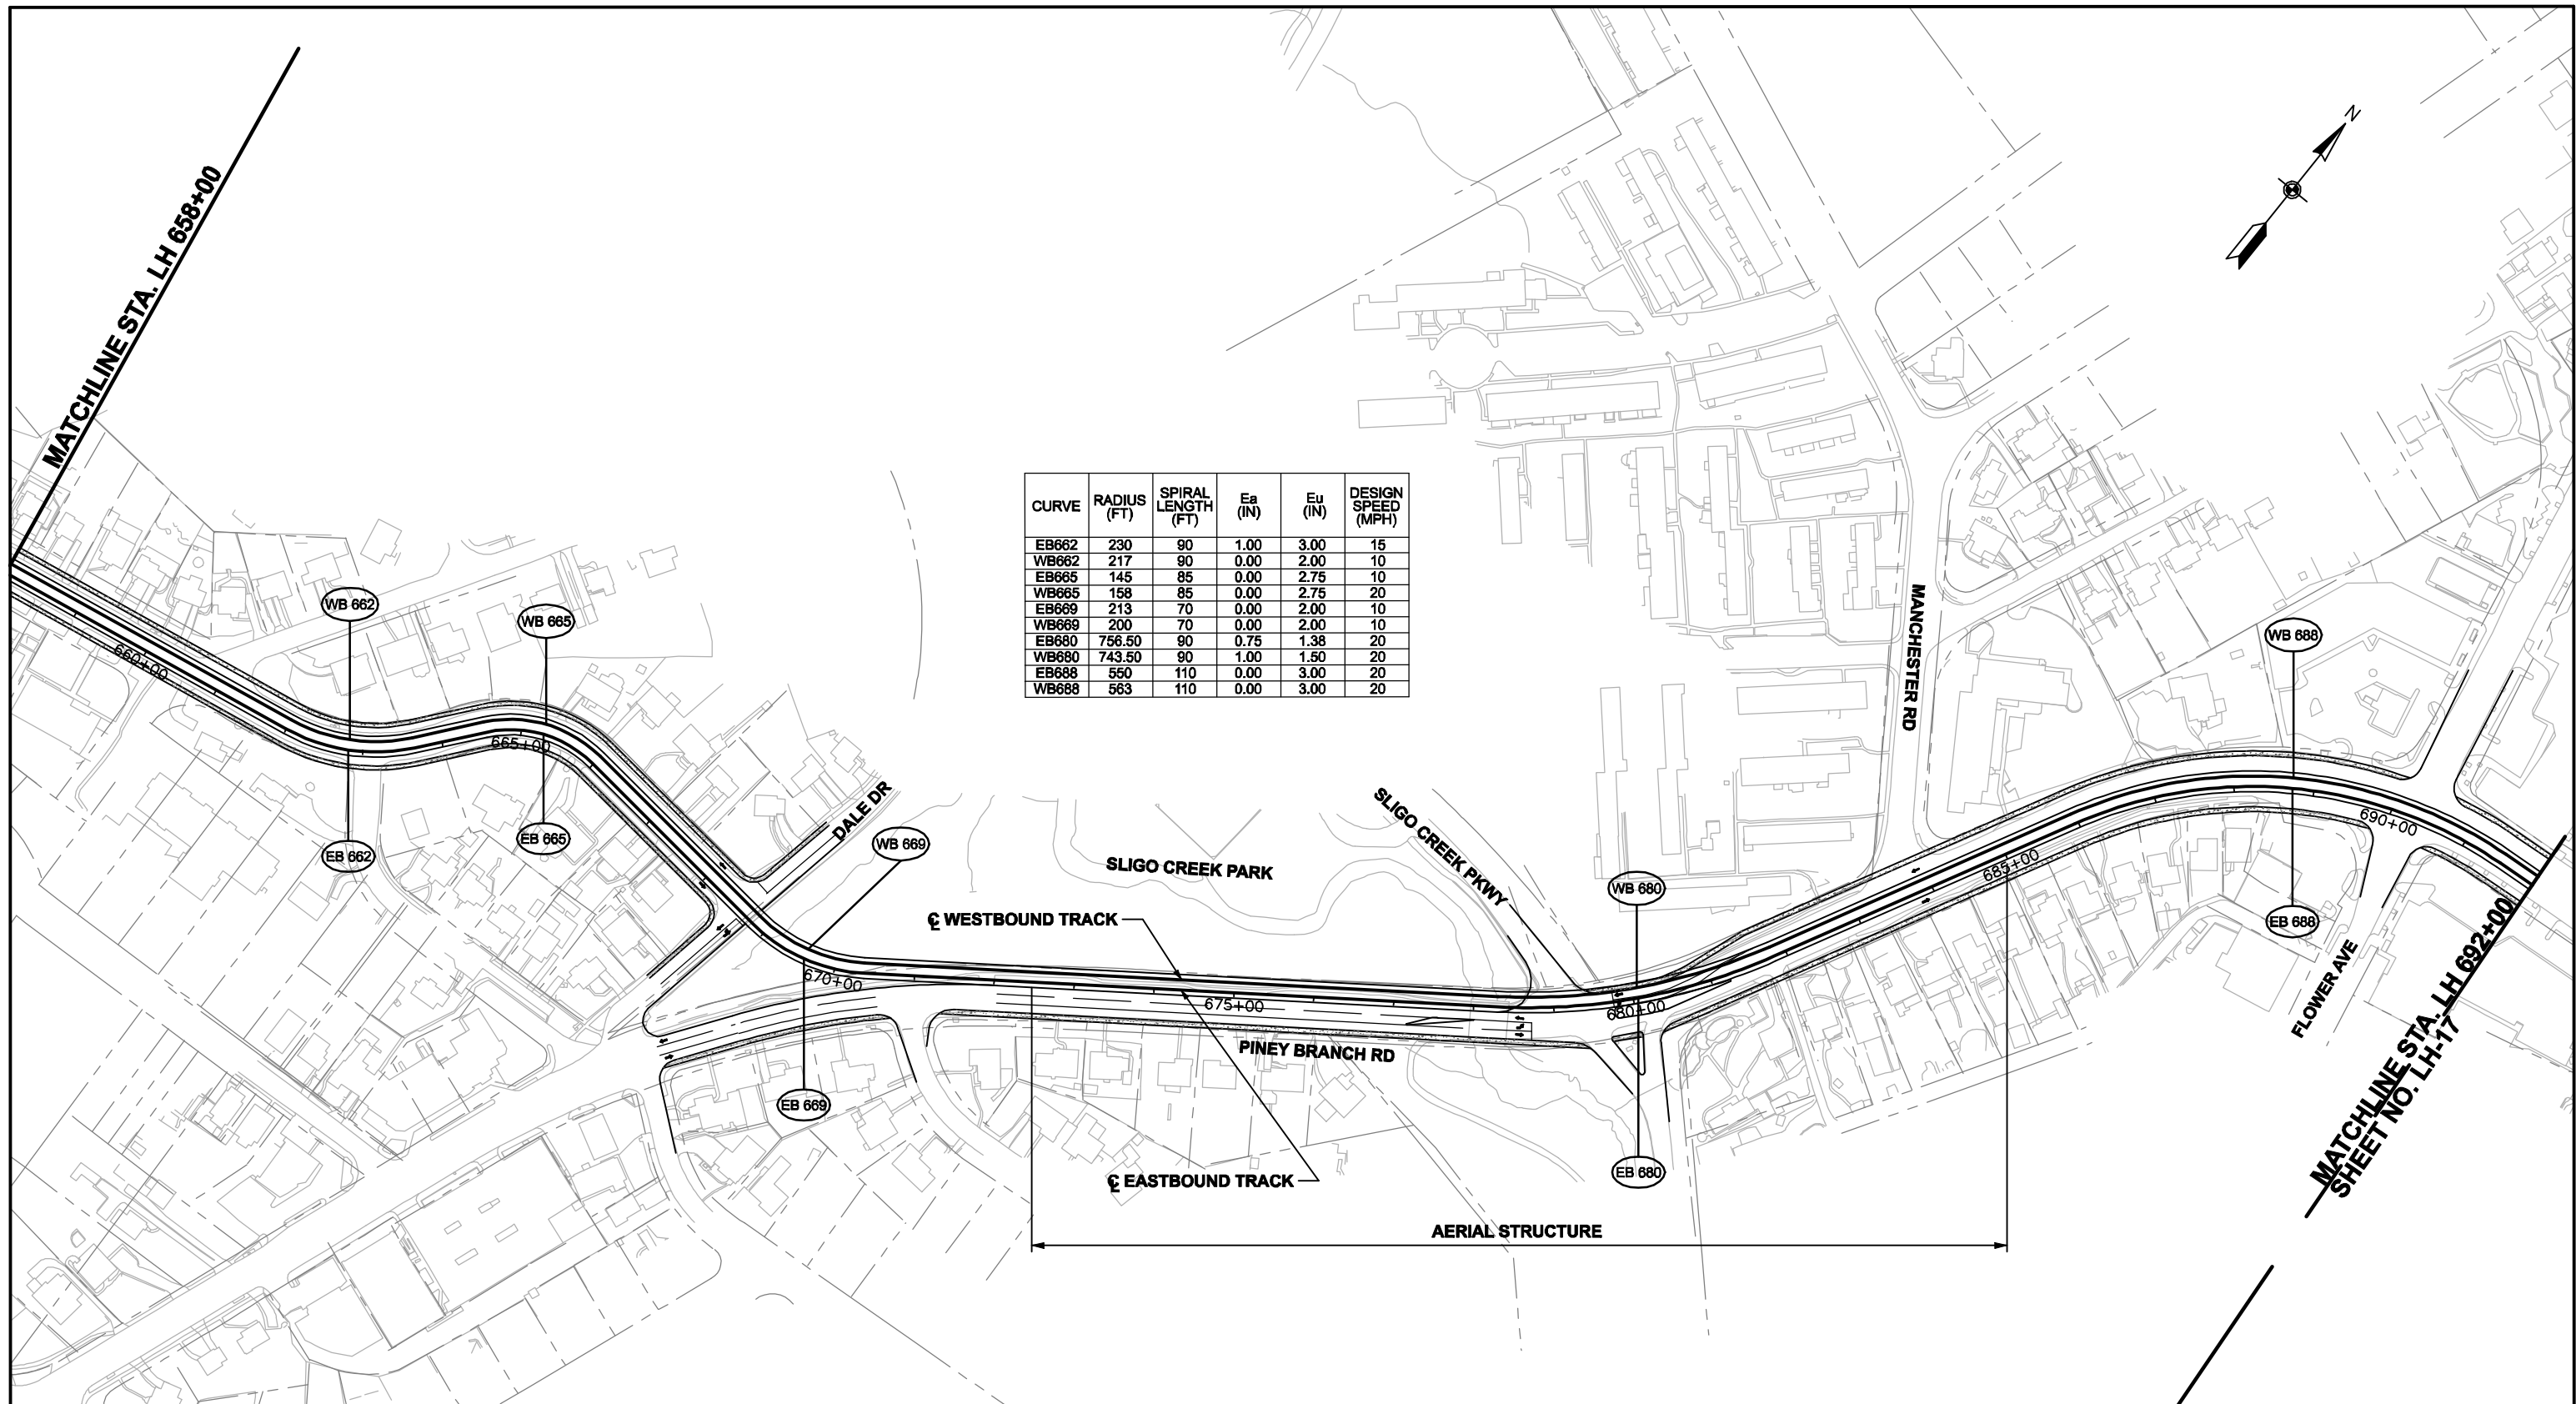 N
MATCHLINE STA. LH 658+00
CURVE RADIUS (FT) SPIRAL LENGTH (FT) Ea (IN) Eu (IN) DESIGN SPEED (MPH)
EB662 230 90 1.00 3.00 15
WB662 217 90 0.00 2.00 10
EB665 145 85 0.00 2.75 10
WB665 158 85 0.00 2.75 20
EB669 213 70 0.00 2.00 10
WB669 200 70 0.00 2.00 10
EB680 756.50 90 0.75 1.38 20
WB680 743.50 90 1.00 1.50 20
EB688 550 110 0.00 3.00 20
WB688 563 110 0.00 3.00 20
WB 662
WB 665
660+00
665+00
EB 662
EB 665
DALE DR
WB 669
670+00
EB 669
SLIGO CREEK PARK
SLIGO CREEK PKWY
℄ WESTBOUND TRACK
675+00
PINEY BRANCH RD
℄ EASTBOUND TRACK
AERIAL STRUCTURE
WB 680
680+00
EB 680
MANCHESTER RD
685+00
WB 688
EB 688
690+00
FLOWER AVE
MATCHLINE STA. LH 692+00
SHEET NO. LH-17